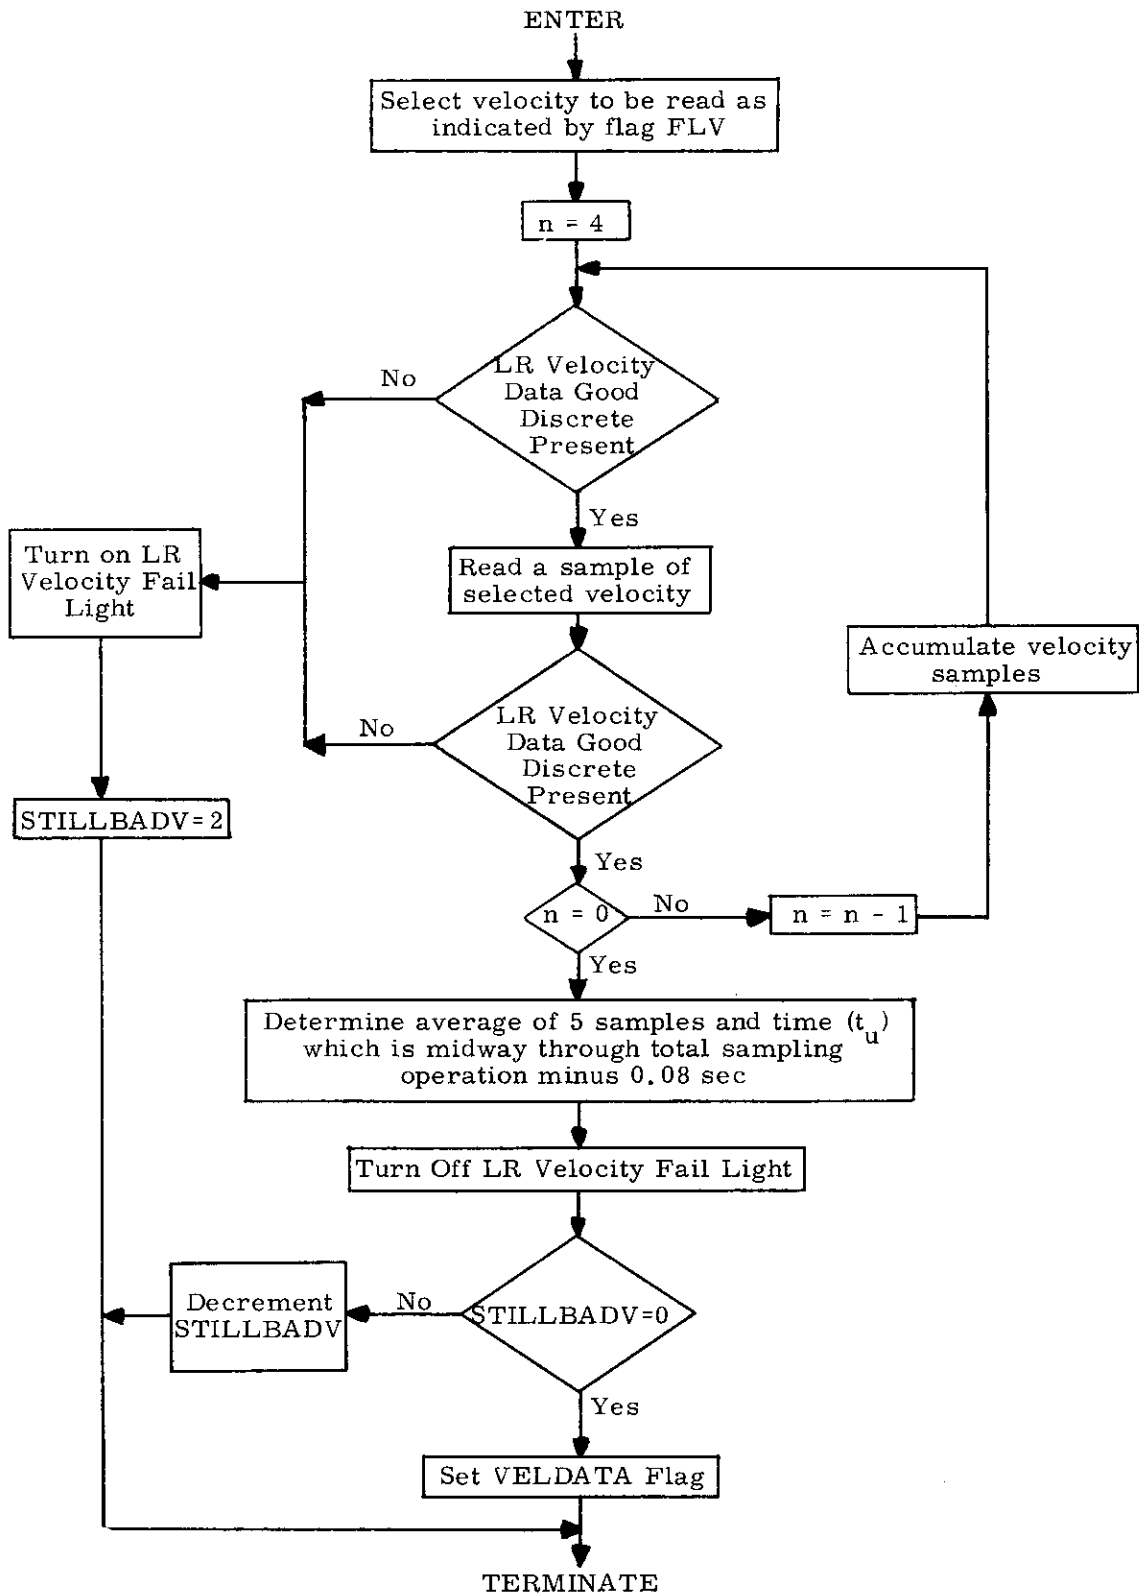 ENTER
Select velocity to be read as
indicated by flag FLV
n = 4
LR Velocity
Data Good
Discrete
Present
No
Yes
Turn on LR
Velocity Fail
Light
Read a sample of
selected velocity
Accumulate velocity
samples
LR Velocity
Data Good
Discrete
Present
No
STILLBADV=2
Yes
n = 0
No
n = n - 1
Yes
Determine average of 5 samples and time (t_u)
which is midway through total sampling
operation minus 0.08 sec
Turn Off LR Velocity Fail Light
Decrement
STILLBADV
No
STILLBADV=0
Yes
Set VELDATA Flag
TERMINATE